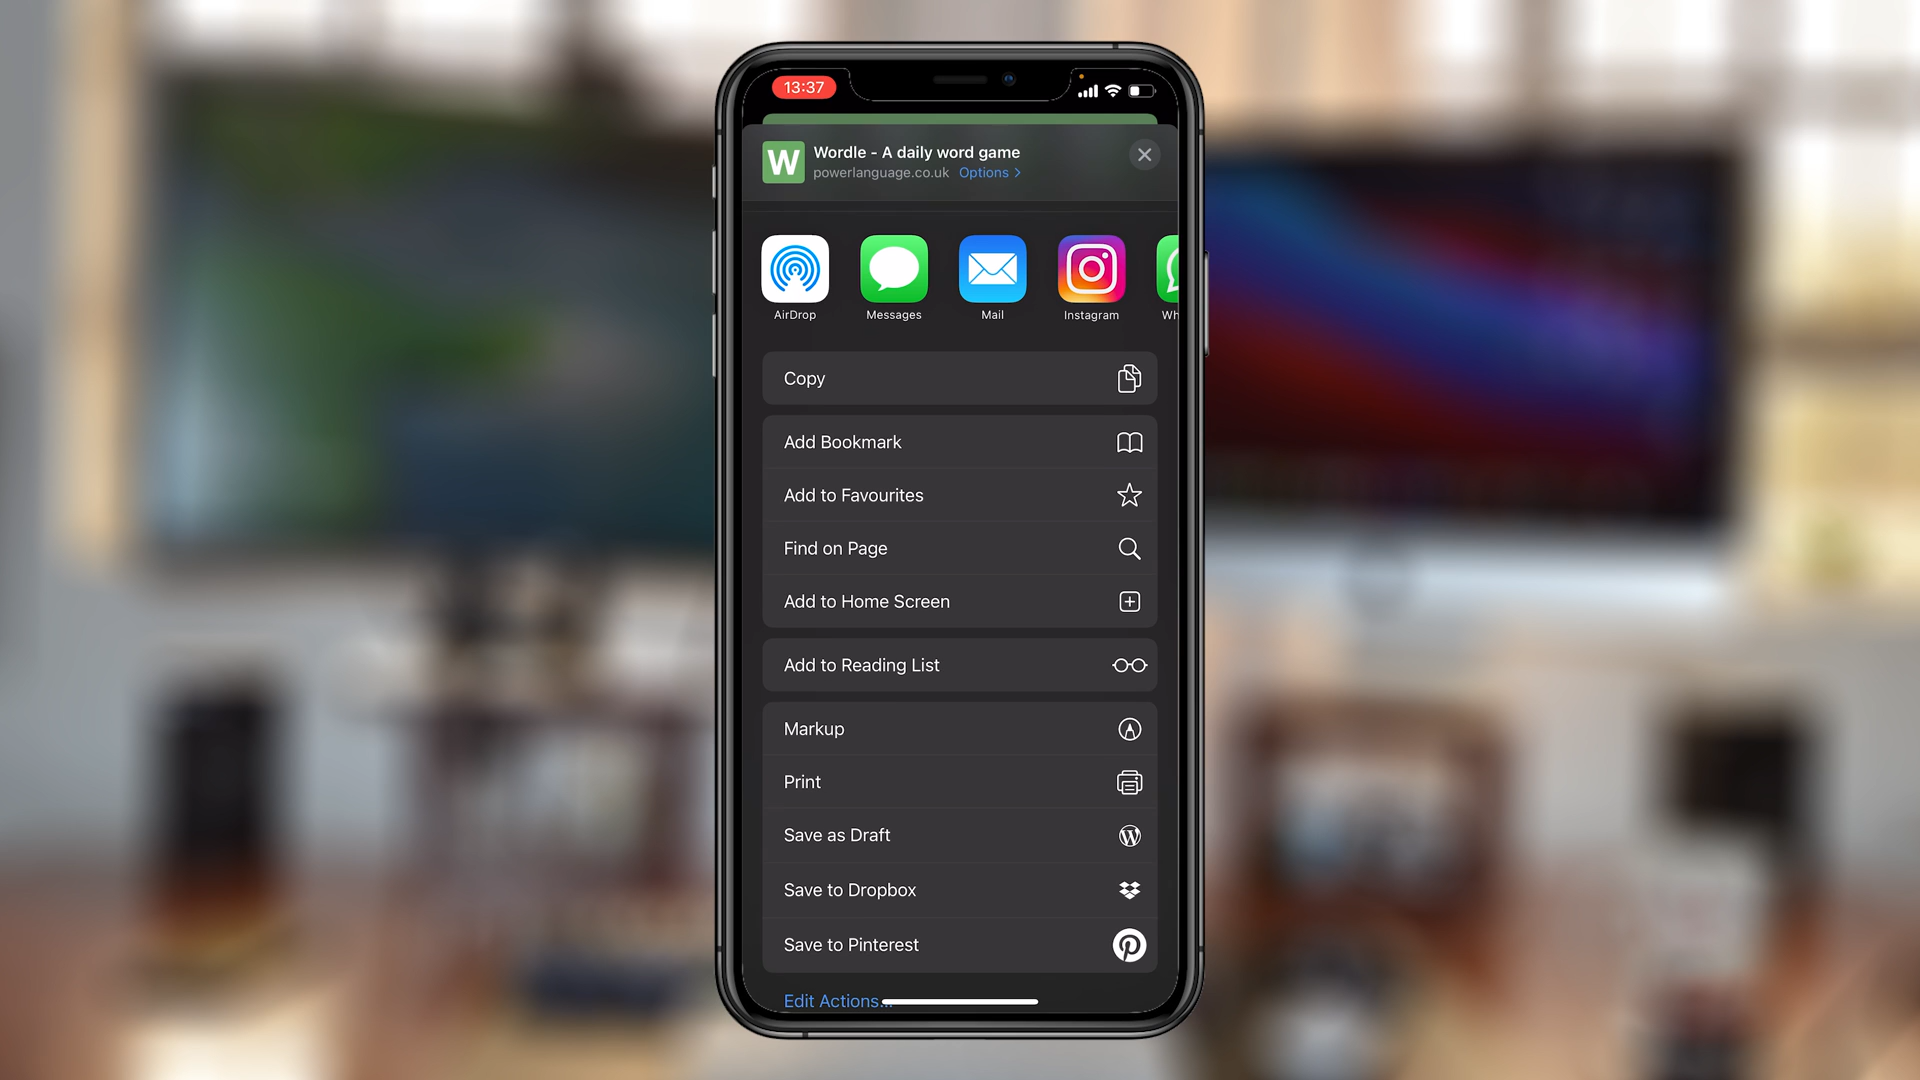 13:37
W
Wordle - A daily word game
powerlanguage.co.uk Options >
AirDrop Messages Mail Instagram Wh
Copy
Add Bookmark
Add to Favourites
Find on Page
Add to Home Screen
Add to Reading List
Markup
Print
Save as Draft
Save to Dropbox
Save to Pinterest
Edit Actions...